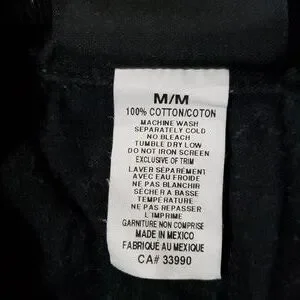 M/M
100% COTTON/COTON
MACHINE WASH
SEPARATELY COLD
NO BLEACH
TUMBLE DRY LOW
DO NOT IRON SCREEN
EXCLUSIVE OF TRIM
LAVER SÉPARÉMENT
AVEC EAU FROIDE
NE PAS BLANCHIR
SÉCHER A BASSE
TEMPÉRATURE
NE PAS REPASSER
L'IMPRIME
GARNITURE NON COMPRIE
MADE IN MEXICO
FABRIQUÉ AU MEXIQUE
CA# 33990